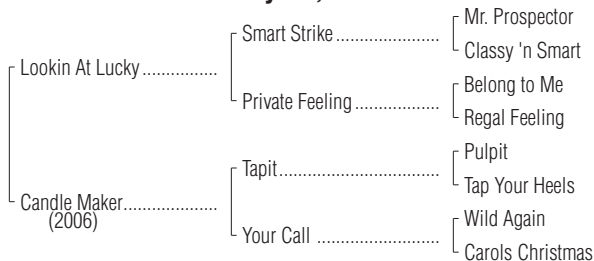 Mr. Prospector
Smart Strike ....................
Classy 'n Smart
Lookin At Lucky ...............
Belong to Me
Private Feeling ................
Regal Feeling
Pulpit
Tapit ...............................
Tap Your Heels
Candle Maker ...................
(2006)
Wild Again
Your Call ........................
Carols Christmas